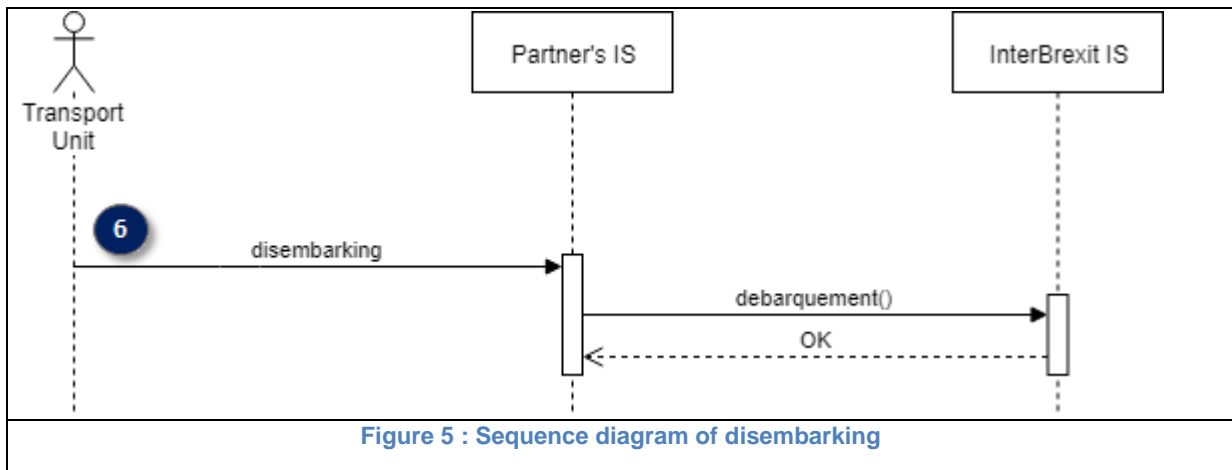 Partner's IS
InterBrexit IS
Transport
Unit
6
disembarking
debarquement()
OK
Figure 5 : Sequence diagram of disembarking